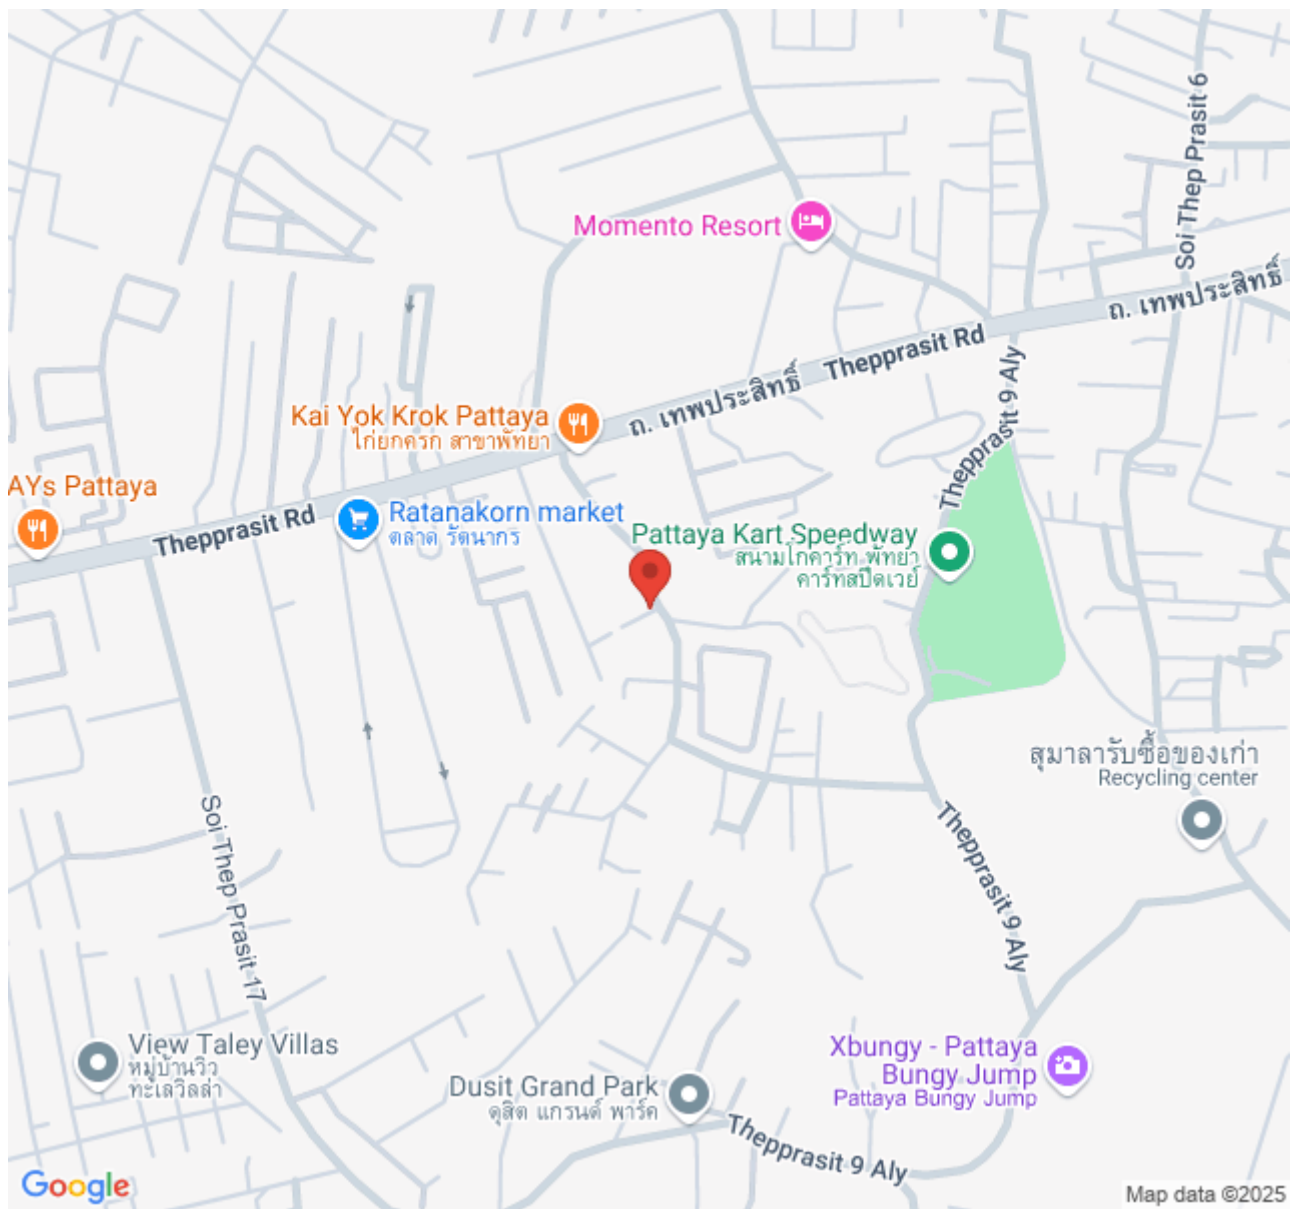 Soi Thep Prasit 6
Momento Resort
ถ. เทพประสิทธิ์
Thepprasit Rd
ถ. เทพประสิทธิ์
Thepprasit 9 Aly
Kai Yok Krok Pattaya
ไก่ยกครก สาขาพัทยา
AYs Pattaya
Thepprasit Rd
Ratanakorn market
ตลาด รัตนากร
Pattaya Kart Speedway
สนามโกคาร์ท พัทยา
คาร์ทสปีดเวย์
สุมาลารับซื้อของเก่า
Recycling center
Soi Thep Prasit 17
Thepprasit 9 Aly
View Taley Villas
หมู่บ้านวิว
ทะเลวิลล่า
Xbungy - Pattaya
Bungy Jump
Pattaya Bungy Jump
Dusit Grand Park
ดุสิต แกรนด์ พาร์ค
Thepprasit 9 Aly
Google
Map data ©2025